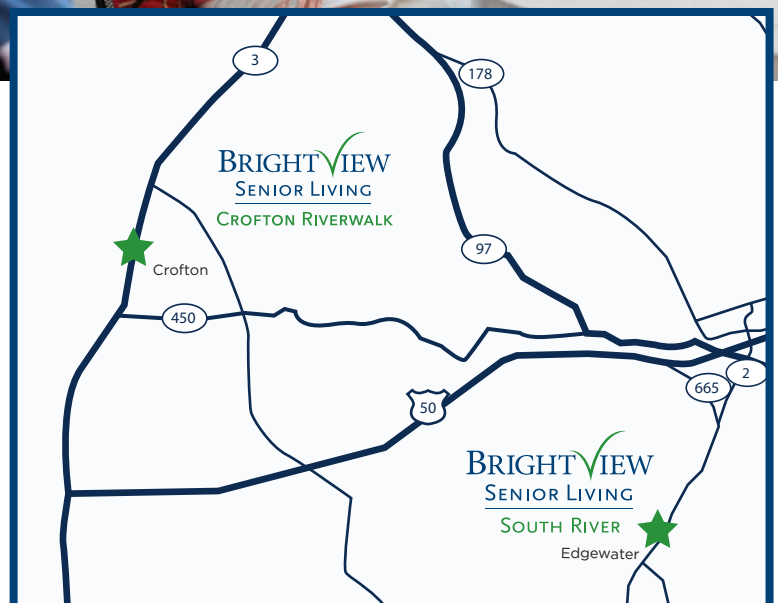 3
178
BRIGHTVIEW
SENIOR LIVING
CROFTON RIVERWALK
97
Crofton
450
2
665
50
BRIGHTVIEW
SENIOR LIVING
SOUTH RIVER
Edgewater